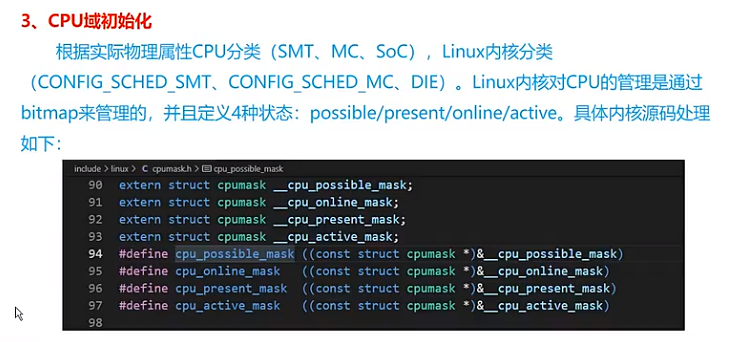 3、CPU域初始化
根据实际物理属性CPU分类（SMT、MC、SoC），Linux内核分类
（CONFIG_SCHED_SMT、CONFIG_SCHED_MC、DIE）。Linux内核对CPU的管理是通过
bitmap来管理的，并且定义4种状态：possible/present/online/active。具体内核源码处理
如下：
include > linux > C cpumask.h > cpu_possible_mask
90 extern struct cpumask __cpu_possible_mask;
91 extern struct cpumask __cpu_online_mask;
92 extern struct cpumask __cpu_present_mask;
93 extern struct cpumask __cpu_active_mask;
94 #define cpu_possible_mask ((const struct cpumask *)&__cpu_possible_mask)
95 #define cpu_online_mask ((const struct cpumask *)&__cpu_online_mask)
96 #define cpu_present_mask ((const struct cpumask *)&__cpu_present_mask)
97 #define cpu_active_mask ((const struct cpumask *)&__cpu_active_mask)
98